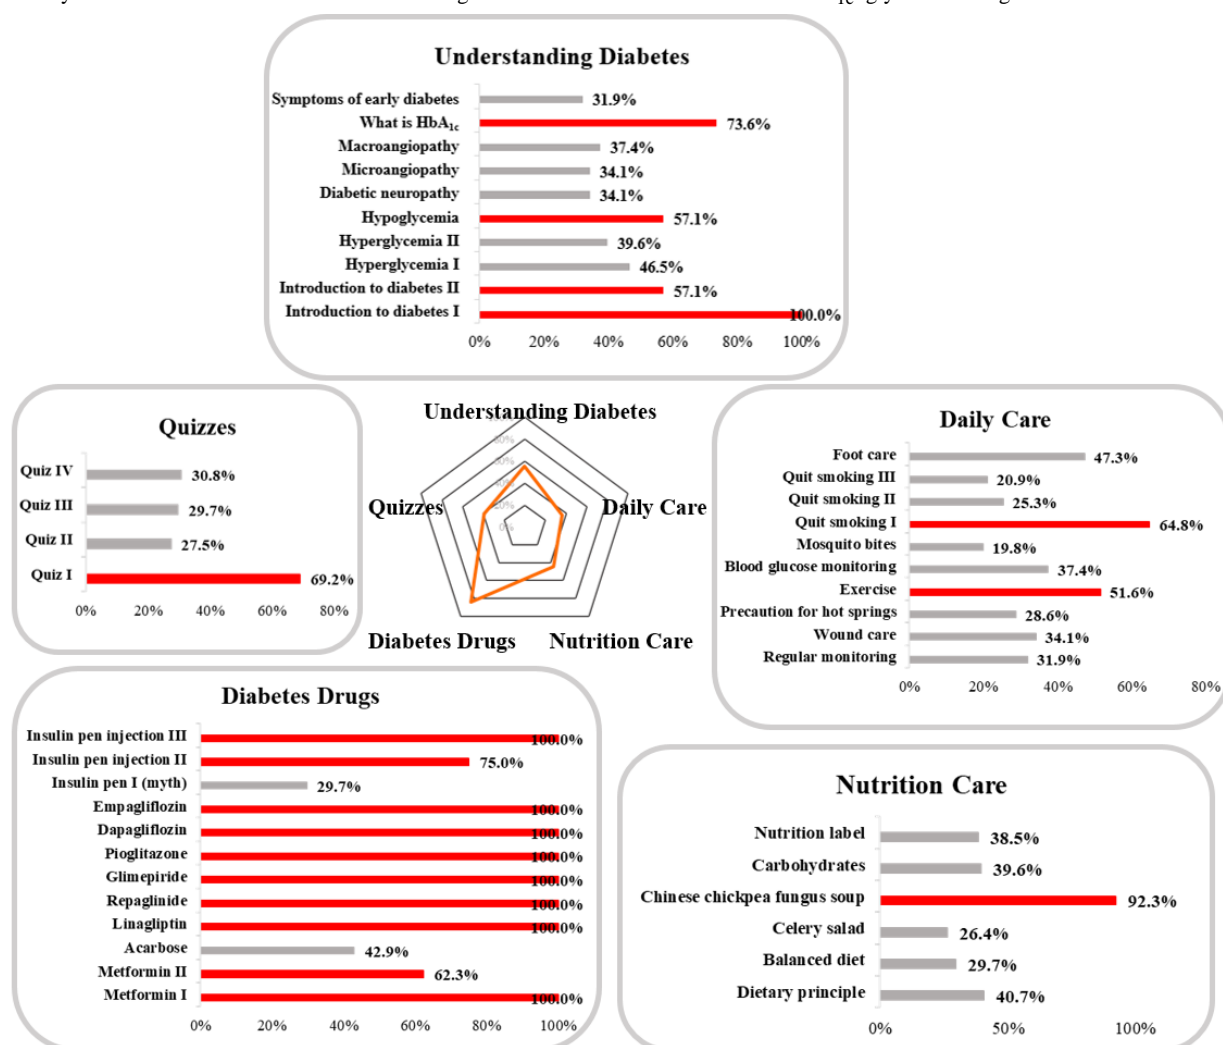 Understanding Diabetes
Symptoms of early diabetes 31.9%
What is HbA1c 73.6%
Macroangiopathy 37.4%
Microangiopathy 34.1%
Diabetic neuropathy 34.1%
Hypoglycemia 57.1%
Hyperglycemia II 39.6%
Hyperglycemia I 46.5%
Introduction to diabetes II 57.1%
Introduction to diabetes I 100.0%
0% 20% 40% 60% 80% 100%
Quizzes
Quiz IV 30.8%
Quiz III 29.7%
Quiz II 27.5%
Quiz I 69.2%
0% 20% 40% 60% 80%
Understanding Diabetes
80%
20%
0%
Quizzes
Daily Care
Diabetes Drugs
Nutrition Care
Daily Care
Foot care 47.3%
Quit smoking III 20.9%
Quit smoking II 25.3%
Quit smoking I 64.8%
Mosquito bites 19.8%
Blood glucose monitoring 37.4%
Exercise 51.6%
Precaution for hot springs 28.6%
Wound care 34.1%
Regular monitoring 31.9%
0% 20% 40% 60% 80%
Diabetes Drugs
Insulin pen injection III 100.0%
Insulin pen injection II 75.0%
Insulin pen I (myth) 29.7%
Empagliflozin 100.0%
Dapagliflozin 100.0%
Pioglitazone 100.0%
Glimepiride 100.0%
Repaglinide 100.0%
Linagliptin 100.0%
Acarbose 42.9%
Metformin II 62.3%
Metformin I 100.0%
0% 20% 40% 60% 80% 100%
Nutrition Care
Nutrition label 38.5%
Carbohydrates 39.6%
Chinese chickpea fungus soup 92.3%
Celery salad 26.4%
Balanced diet 29.7%
Dietary principle 40.7%
0% 50% 100%